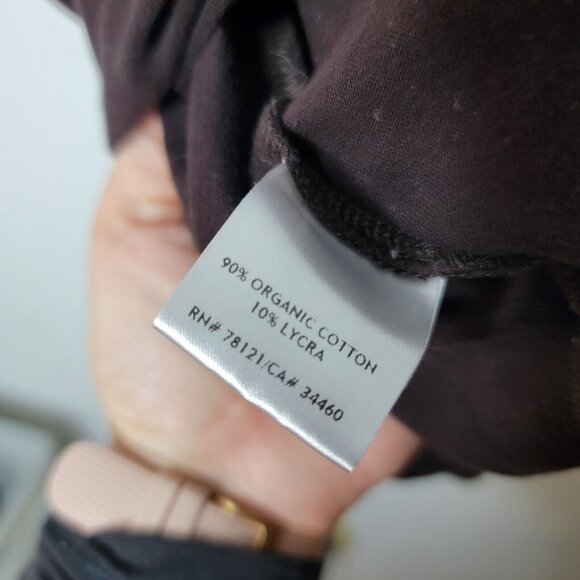 90% ORGANIC COTTON
10% LYCRA
RN# 78121/CA# 34460